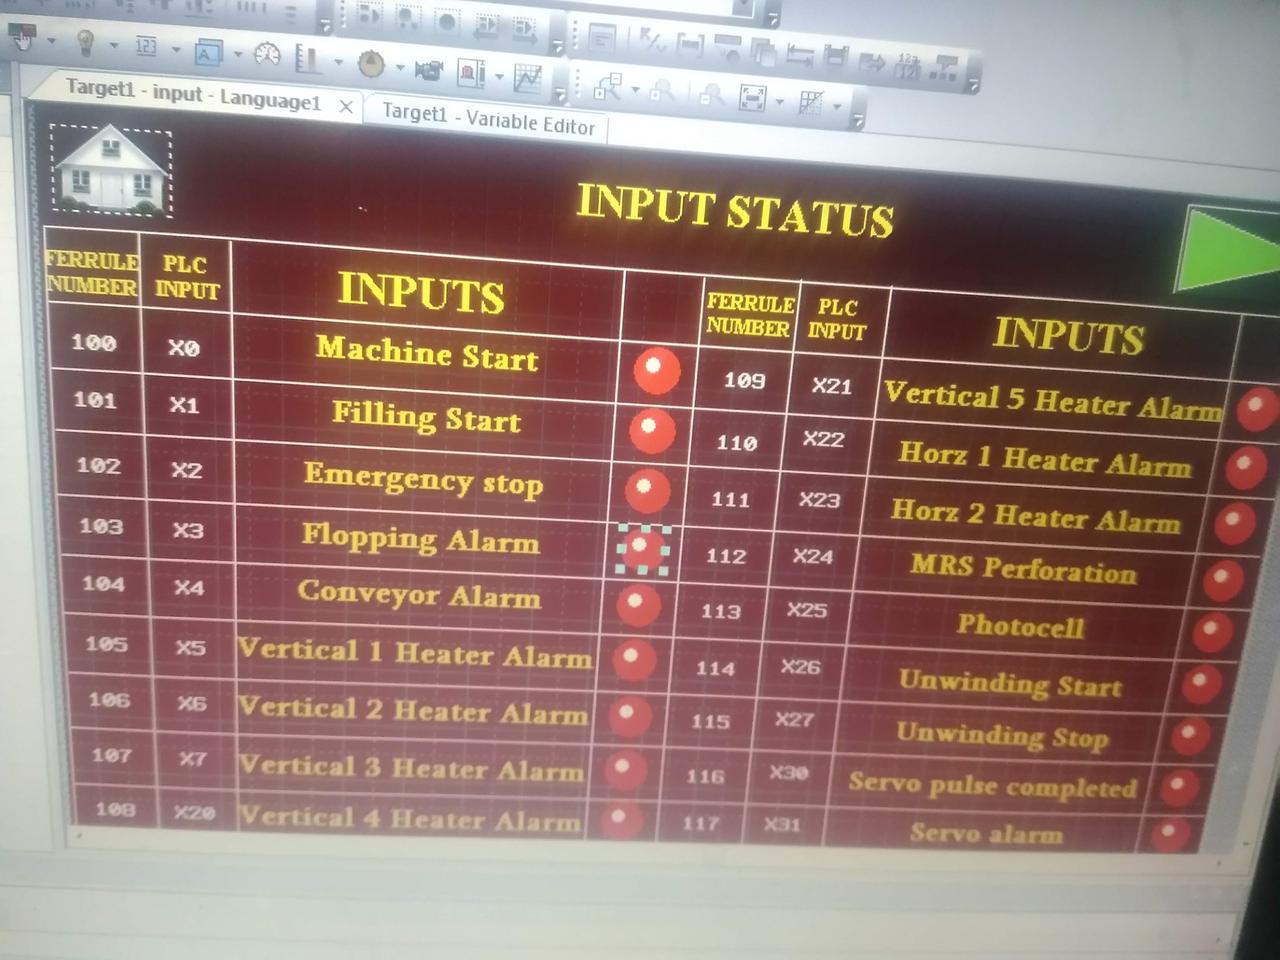 Target1 - input - Language1
Target1 - Variable Editor
INPUT STATUS
FERRULE NUMBER PLC INPUT INPUTS
100 X0 Machine Start
101 X1 Filling Start
102 X2 Emergency stop
103 X3 Flopping Alarm
104 X4 Conveyor Alarm
105 X5 Vertical 1 Heater Alarm
106 X6 Vertical 2 Heater Alarm
107 X7 Vertical 3 Heater Alarm
108 X20 Vertical 4 Heater Alarm
FERRULE NUMBER PLC INPUT INPUTS
109 X21 Vertical 5 Heater Alarm
110 X22 Horz 1 Heater Alarm
111 X23 Horz 2 Heater Alarm
112 X24 MRS Perforation
113 X25 Photocell
114 X26 Unwinding Start
115 X27 Unwinding Stop
116 X30 Servo pulse completed
117 X31 Servo alarm